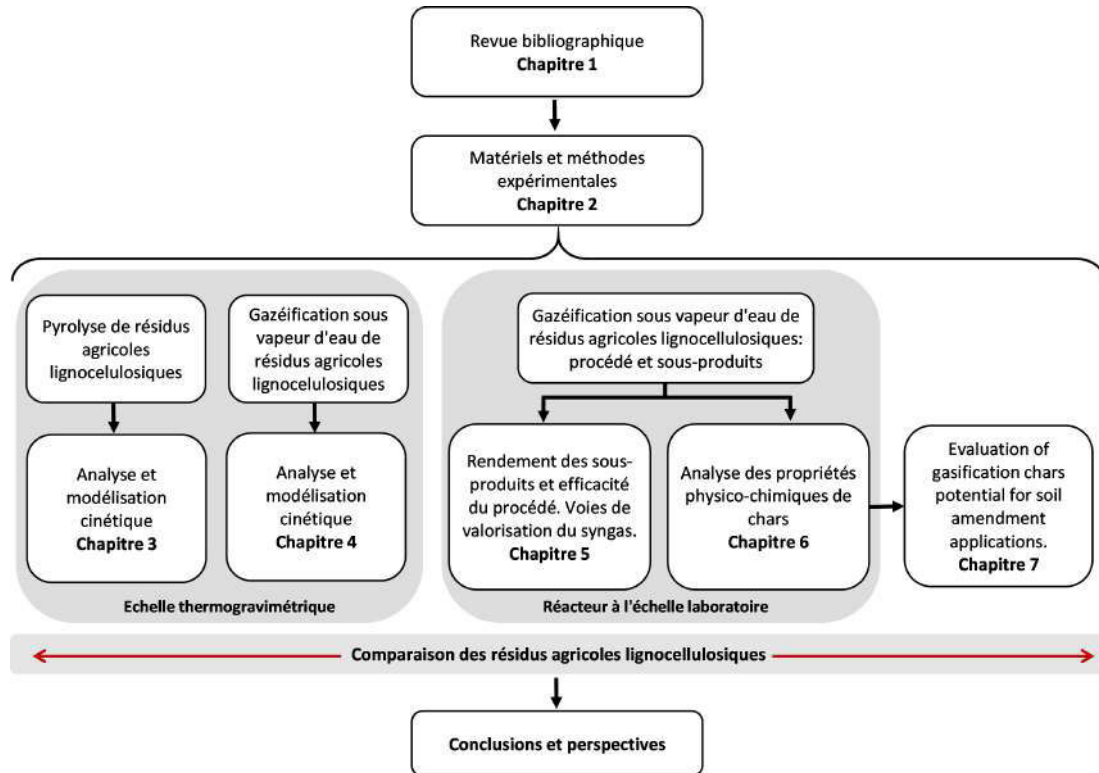 Revue bibliographique
Chapitre 1
Matériels et méthodes
expérimentales
Chapitre 2
Pyrolyse de résidus
agricoles
lignocelulosiques
Gazéification sous
vapeur d'eau de
résidus agricoles
lignocelulosiques
Gazéification sous vapeur d'eau de
résidus agricoles lignocellulosiques:
procédé et sous-produits
Analyse et
modélisation
cinétique
Chapitre 3
Analyse et
modélisation
cinétique
Chapitre 4
Rendement des sous-
produits et efficacité
du procédé. Voies de
valorisation du syngas.
Chapitre 5
Analyse des propriétés
physico-chimiques de
chars
Chapitre 6
Evaluation of
gasification chars
potential for soil
amendment
applications.
Chapitre 7
Echelle thermogravimétrique
Réacteur à l'échelle laboratoire
Comparaison des résidus agricoles lignocellulosiques
Conclusions et perspectives